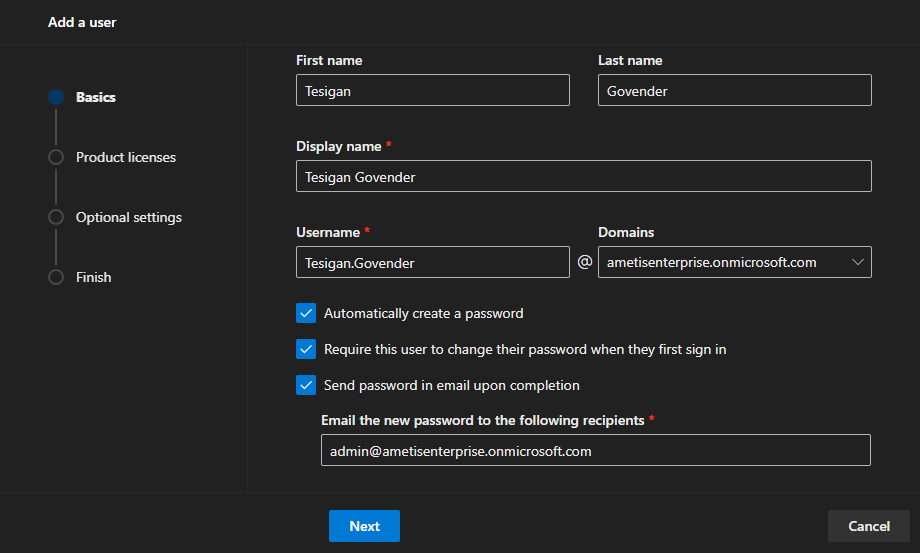 Add a user
Basics
Product licenses
Optional settings
Finish
First name
Last name
Tesigan
Govender
Display name *
Tesigan Govender
Username *
Domains
Tesigan.Govender
@
ametisenterprise.onmicrosoft.com
Automatically create a password
Require this user to change their password when they first sign in
Send password in email upon completion
Email the new password to the following recipients *
admin@ametisenterprise.onmicrosoft.com
Next
Cancel